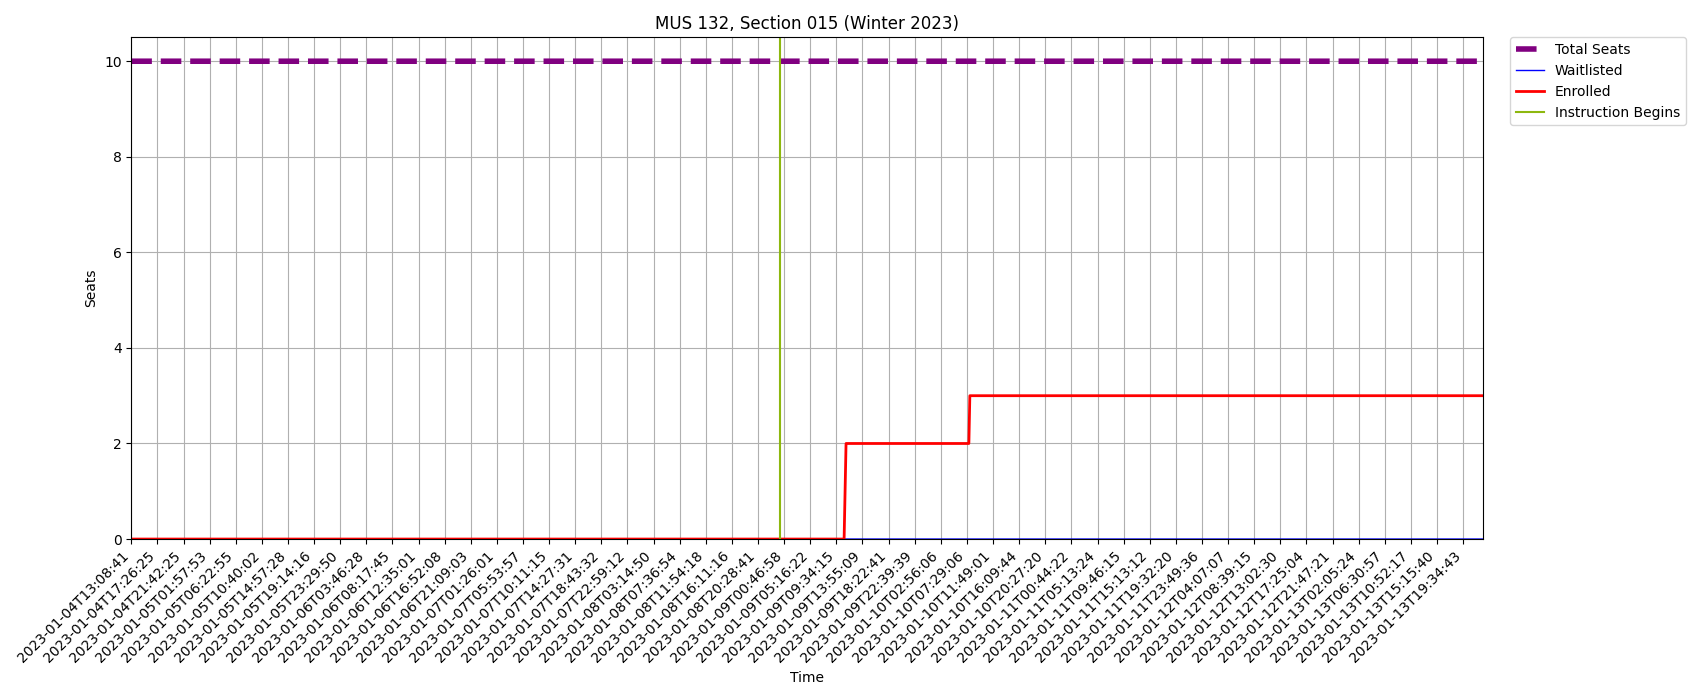 MUS 132, Section 015 (Winter 2023)
Total Seats
Waitlisted
Enrolled
Instruction Begins
10
8
6
4
2
0
Seats
2023-01-04T13:08:41
2023-01-04T17:26:25
2023-01-04T21:42:25
2023-01-05T01:57:53
2023-01-05T06:22:55
2023-01-05T10:40:02
2023-01-05T14:57:28
2023-01-05T19:14:16
2023-01-05T23:29:50
2023-01-06T03:46:28
2023-01-06T08:17:45
2023-01-06T12:35:01
2023-01-06T16:52:08
2023-01-06T21:09:03
2023-01-07T01:26:01
2023-01-07T05:53:57
2023-01-07T10:11:15
2023-01-07T14:27:31
2023-01-07T18:43:32
2023-01-07T22:59:12
2023-01-08T03:14:50
2023-01-08T07:36:54
2023-01-08T11:54:18
2023-01-08T16:11:16
2023-01-08T20:28:41
2023-01-09T00:46:58
2023-01-09T05:16:22
2023-01-09T09:34:15
2023-01-09T13:55:09
2023-01-09T18:22:41
2023-01-09T22:39:39
2023-01-10T02:56:06
2023-01-10T07:29:06
2023-01-10T11:49:01
2023-01-10T16:09:44
2023-01-10T20:27:20
2023-01-11T00:44:22
2023-01-11T05:13:24
2023-01-11T09:46:15
2023-01-11T15:13:12
2023-01-11T19:32:20
2023-01-11T23:49:36
2023-01-12T04:07:07
2023-01-12T08:39:15
2023-01-12T13:02:30
2023-01-12T17:25:04
2023-01-12T21:47:21
2023-01-13T02:05:24
2023-01-13T06:30:57
2023-01-13T10:52:17
2023-01-13T15:15:40
2023-01-13T19:34:43
Time